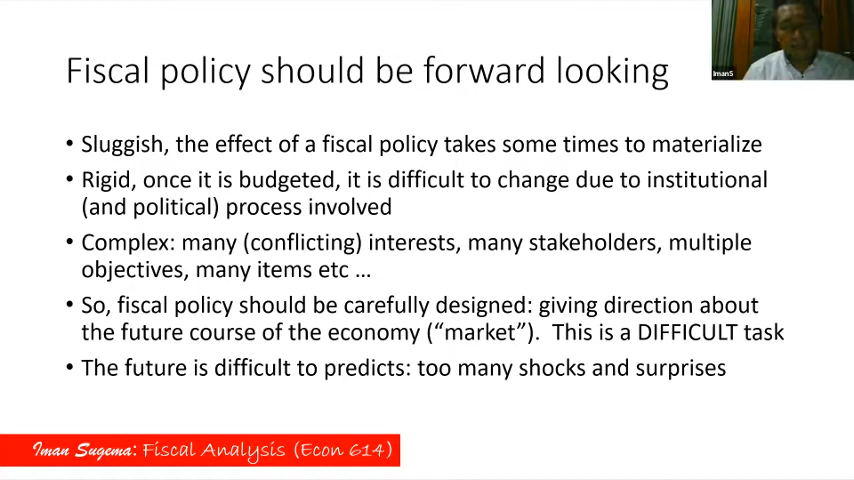 Fiscal policy should be forward looking
ImanS
• Sluggish, the effect of a fiscal policy takes some times to materialize
• Rigid, once it is budgeted, it is difficult to change due to institutional
(and political) process involved
• Complex: many (conflicting) interests, many stakeholders, multiple
objectives, many items etc …
• So, fiscal policy should be carefully designed: giving direction about
the future course of the economy (“market”). This is a DIFFICULT task
• The future is difficult to predicts: too many shocks and surprises
Iman Sugema: Fiscal Analysis (Econ 614)